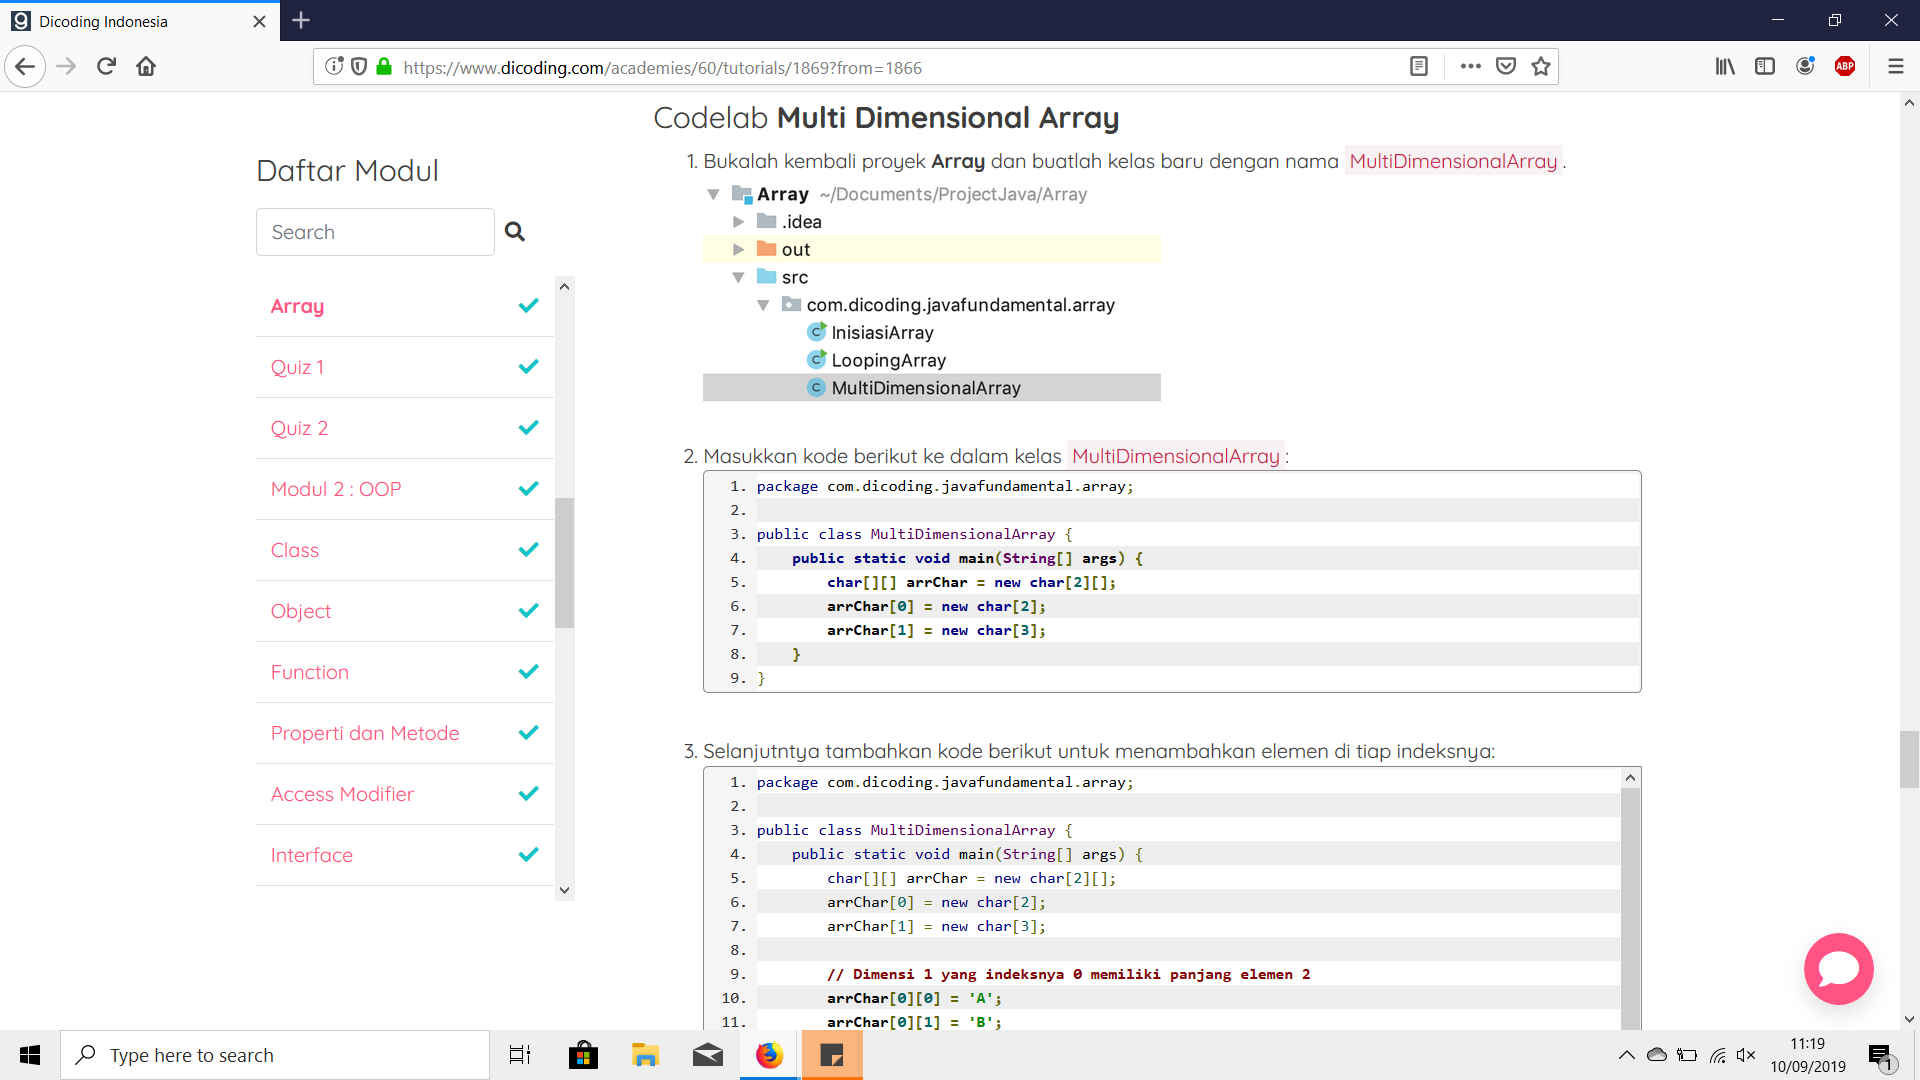 Dicoding Indonesia
https://www.dicoding.com/academies/60/tutorials/1869?from=1866
ABP
Daftar Modul
Search
Array
Quiz 1
Quiz 2
Modul 2 : OOP
Class
Object
Function
Properti dan Metode
Access Modifier
Interface
Codelab Multi Dimensional Array
1. Bukalah kembali proyek Array dan buatlah kelas baru dengan nama MultiDimensionalArray.
Array ~/Documents/ProjectJava/Array
.idea
out
src
com.dicoding.javafundamental.array
C InisiasiArray
C LoopingArray
C MultiDimensionalArray
2. Masukkan kode berikut ke dalam kelas MultiDimensionalArray:
1. package com.dicoding.javafundamental.array;
2.
3. public class MultiDimensionalArray {
4. public static void main(String[] args) {
5. char[][] arrChar = new char[2][];
6. arrChar[0] = new char[2];
7. arrChar[1] = new char[3];
8. }
9. }
3. Selanjutntya tambahkan kode berikut untuk menambahkan elemen di tiap indeksnya:
1. package com.dicoding.javafundamental.array;
2.
3. public class MultiDimensionalArray {
4. public static void main(String[] args) {
5. char[][] arrChar = new char[2][];
6. arrChar[0] = new char[2];
7. arrChar[1] = new char[3];
8.
9. // Dimensi 1 yang indeksnya 0 memiliki panjang elemen 2
10. arrChar[0][0] = 'A';
11. arrChar[0][1] = 'B';
Type here to search
11:19
10/09/2019
1